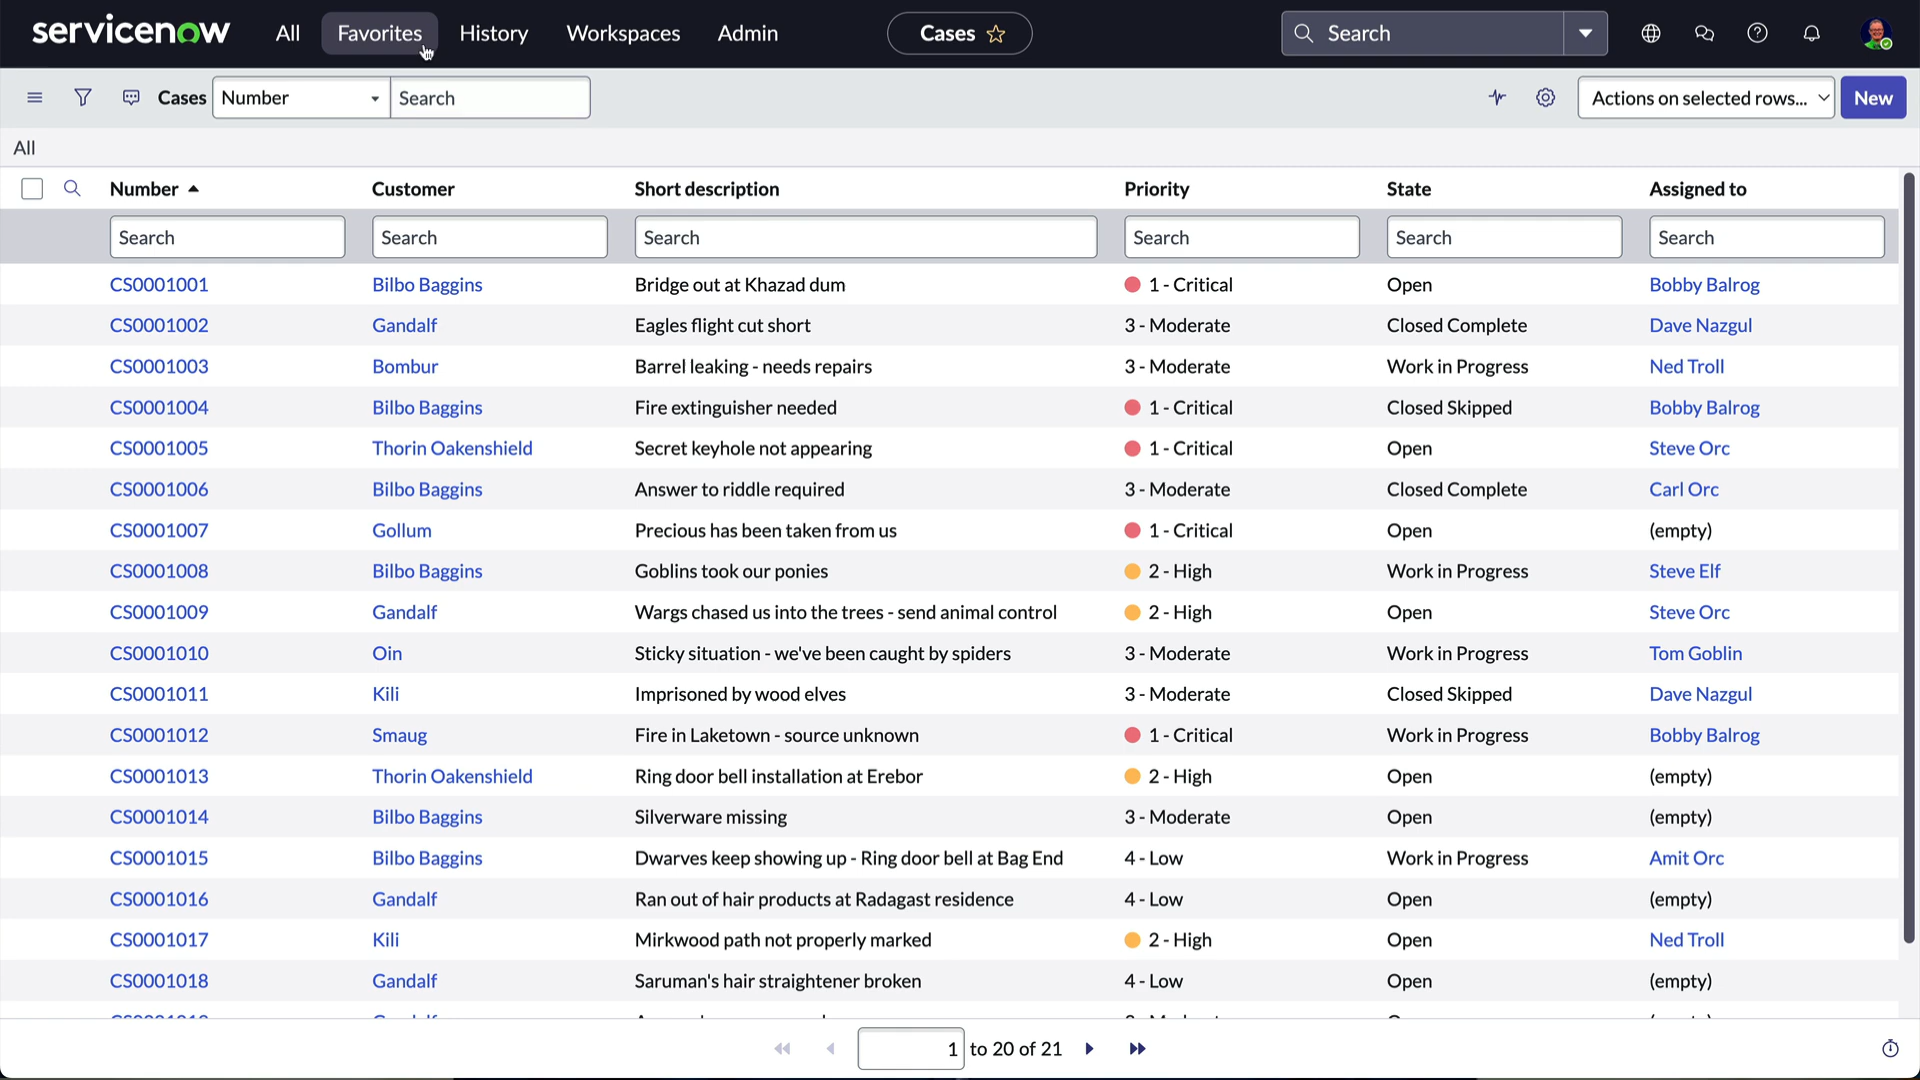 servicenow All Favorites History Workspaces Admin Cases Search
Cases Number Search Actions on selected rows... New
All
Number Customer Short description Priority State Assigned to
Search Search Search Search Search Search
CS0001001 Bilbo Baggins Bridge out at Khazad dum 1 - Critical Open Bobby Balrog
CS0001002 Gandalf Eagles flight cut short 3 - Moderate Closed Complete Dave Nazgul
CS0001003 Bombur Barrel leaking - needs repairs 3 - Moderate Work in Progress Ned Troll
CS0001004 Bilbo Baggins Fire extinguisher needed 1 - Critical Closed Skipped Bobby Balrog
CS0001005 Thorin Oakenshield Secret keyhole not appearing 1 - Critical Open Steve Orc
CS0001006 Bilbo Baggins Answer to riddle required 3 - Moderate Closed Complete Carl Orc
CS0001007 Gollum Precious has been taken from us 1 - Critical Open (empty)
CS0001008 Bilbo Baggins Goblins took our ponies 2 - High Work in Progress Steve Elf
CS0001009 Gandalf Wargs chased us into the trees - send animal control 2 - High Open Steve Orc
CS0001010 Oin Sticky situation - we've been caught by spiders 3 - Moderate Work in Progress Tom Goblin
CS0001011 Kili Imprisoned by wood elves 3 - Moderate Closed Skipped Dave Nazgul
CS0001012 Smaug Fire in Laketown - source unknown 1 - Critical Work in Progress Bobby Balrog
CS0001013 Thorin Oakenshield Ring door bell installation at Erebor 2 - High Open (empty)
CS0001014 Bilbo Baggins Silverware missing 3 - Moderate Open (empty)
CS0001015 Bilbo Baggins Dwarves keep showing up - Ring door bell at Bag End 4 - Low Work in Progress Amit Orc
CS0001016 Gandalf Ran out of hair products at Radagast residence 4 - Low Open (empty)
CS0001017 Kili Mirkwood path not properly marked 2 - High Open Ned Troll
CS0001018 Gandalf Saruman's hair straightener broken 4 - Low Open (empty)
1 to 20 of 21